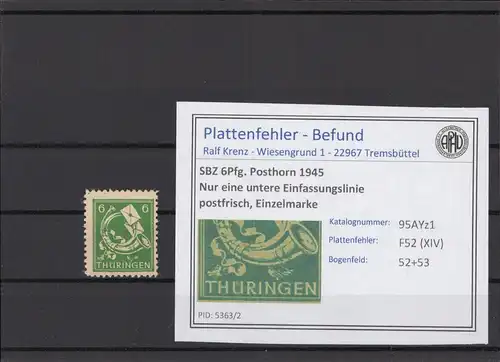 6 6
THÜRINGEN
Plattenfehler - Befund
Ralf Krenz - Wiesengrund 1 - 22967 Tremsbüttel
SBZ 6Pfg. Posthorn 1945
Nur eine untere Einfassungslinie
postfrisch, Einzelmarke
Katalognummer: 95AYz1
Plattenfehler: F52 (XIV)
Bogenfeld: 52+53
THÜRINGEN
PID: 5363/2